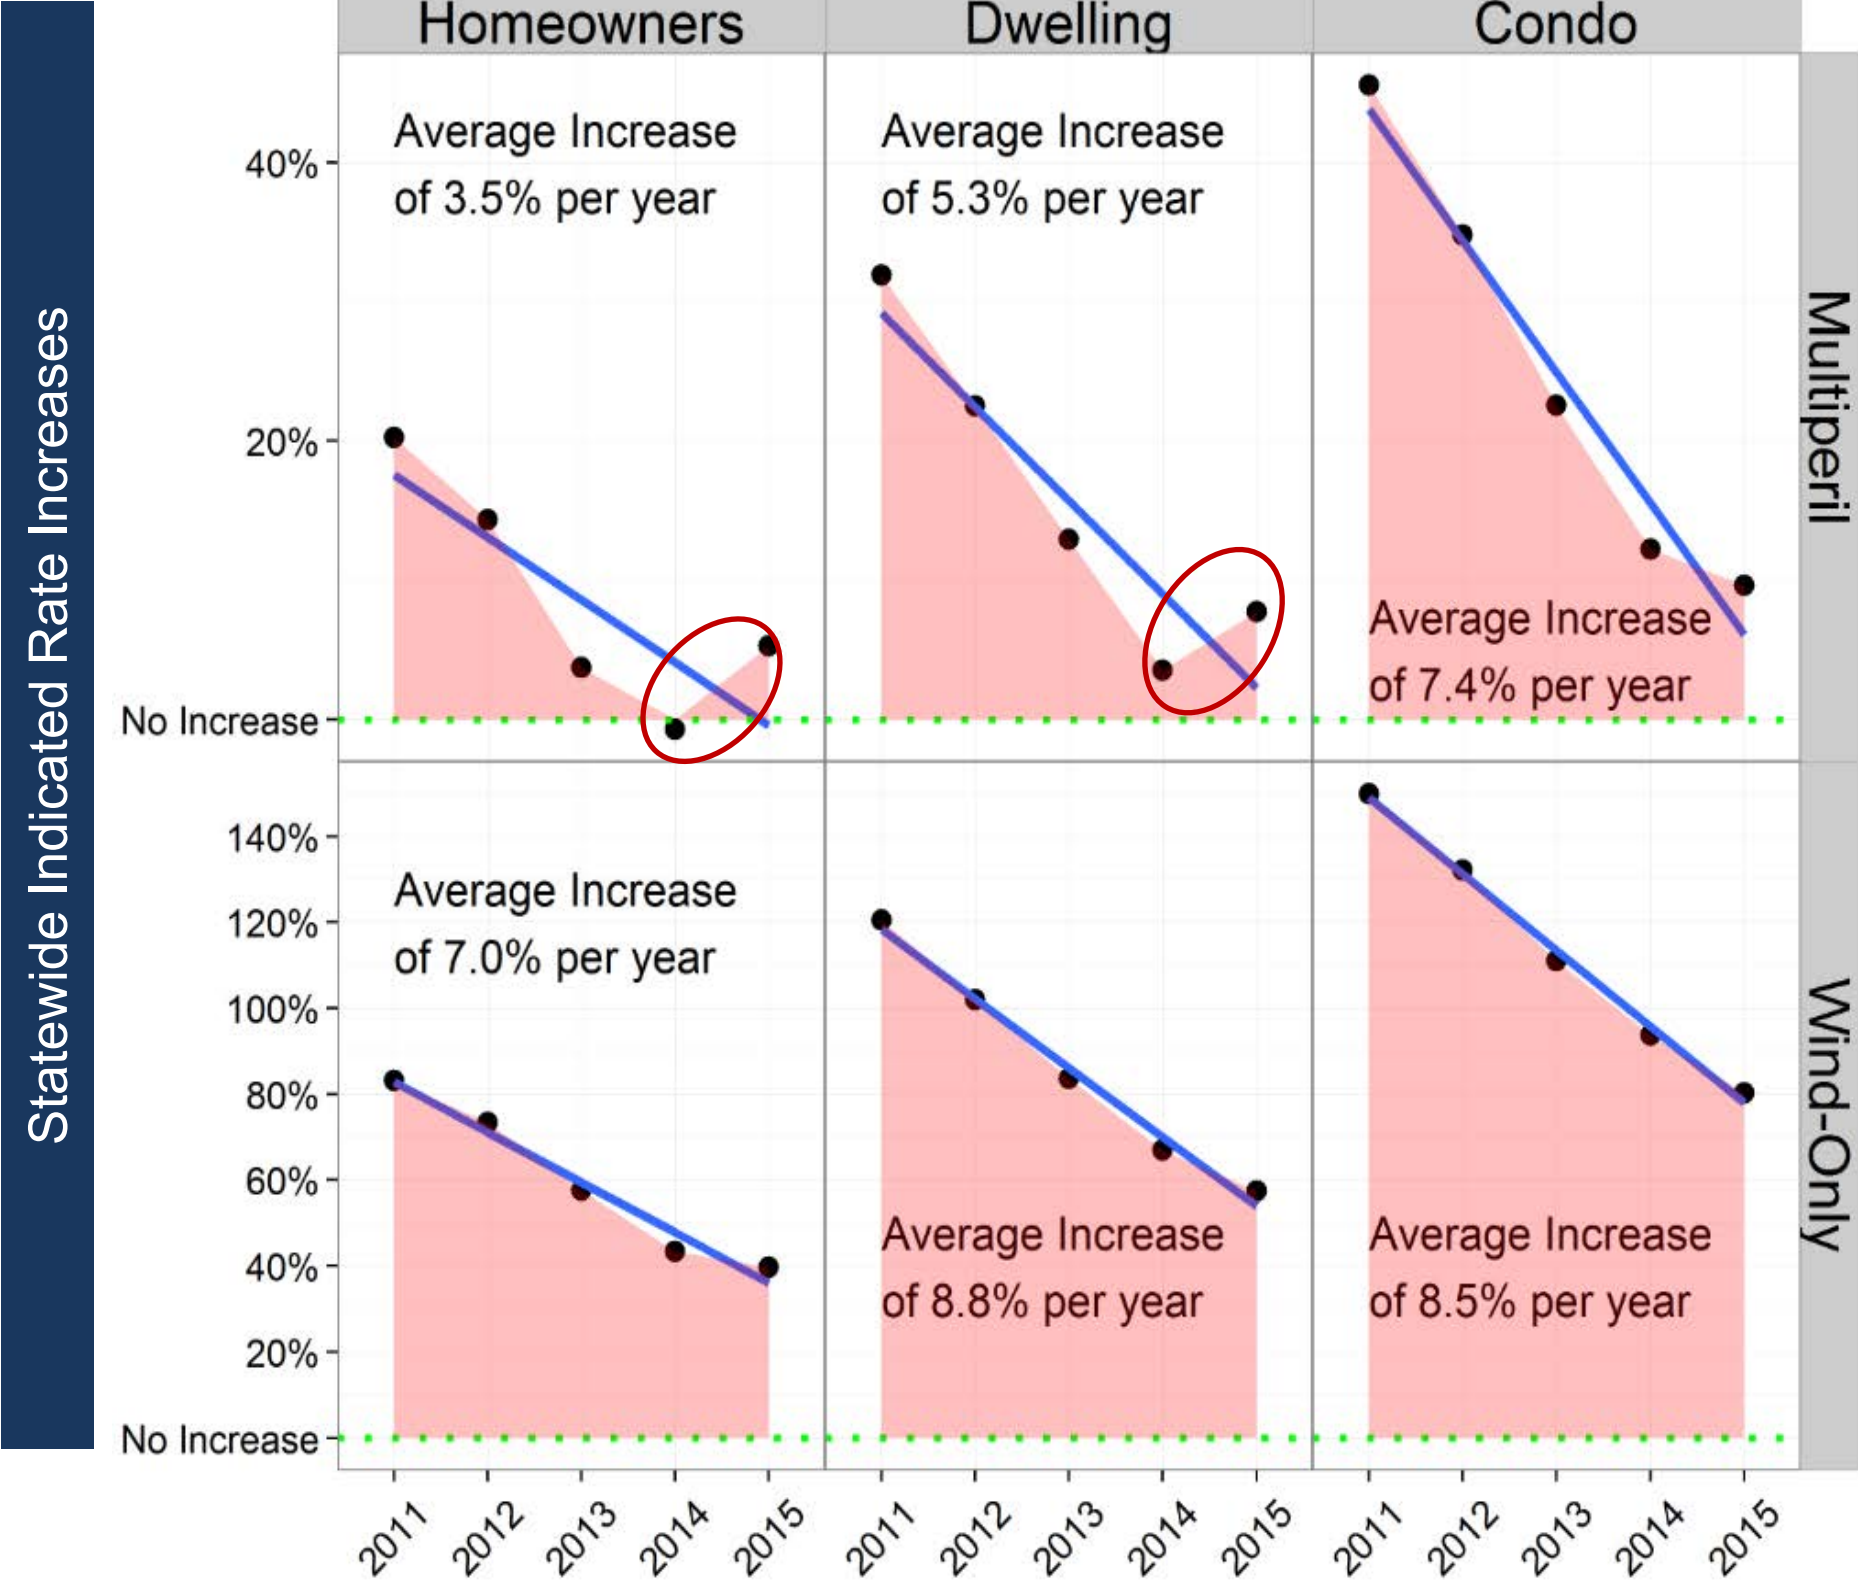 Statewide Indicated Rate Increases
Homeowners
Dwelling
Condo
Multiperil
40%
20%
No Increase
Average Increase
of 3.5% per year
Average Increase
of 5.3% per year
Average Increase
of 7.4% per year
Wind-Only
140%
120%
100%
80%
60%
40%
20%
No Increase
Average Increase
of 7.0% per year
Average Increase
of 8.8% per year
Average Increase
of 8.5% per year
2011
2012
2013
2014
2015
2011
2012
2013
2014
2015
2011
2012
2013
2014
2015